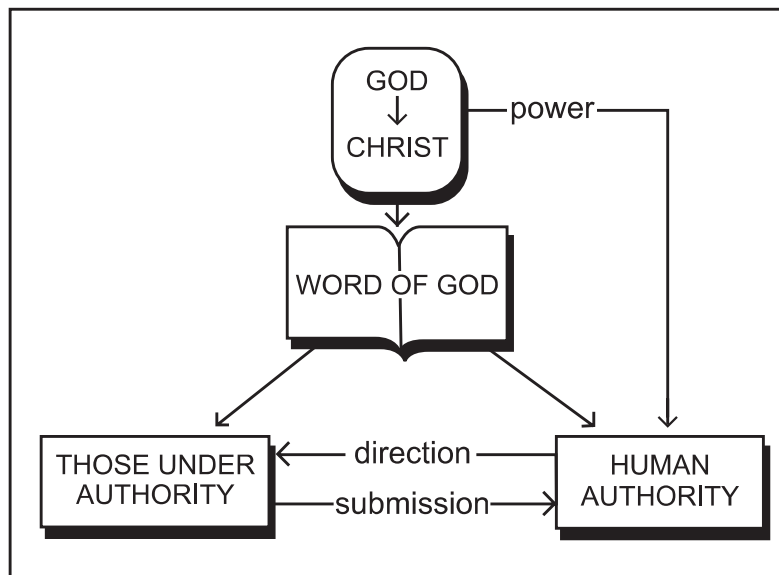 GOD
CHRIST
power
WORD OF GOD
direction
THOSE UNDER
AUTHORITY
HUMAN
AUTHORITY
submission